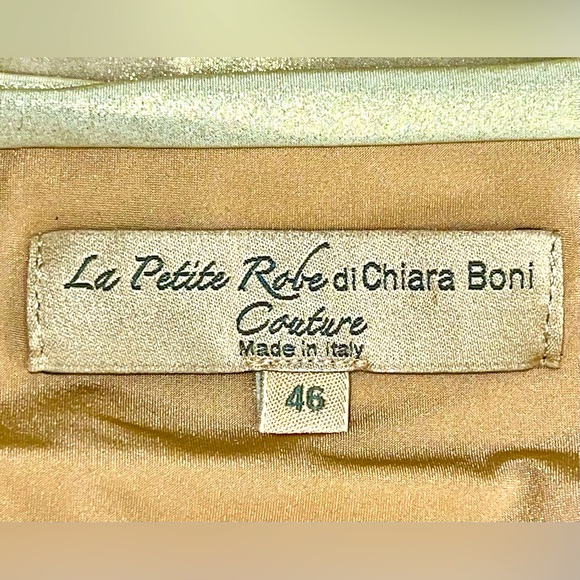 La Petite Robe di Chiara Boni
Couture
Made in Italy
46